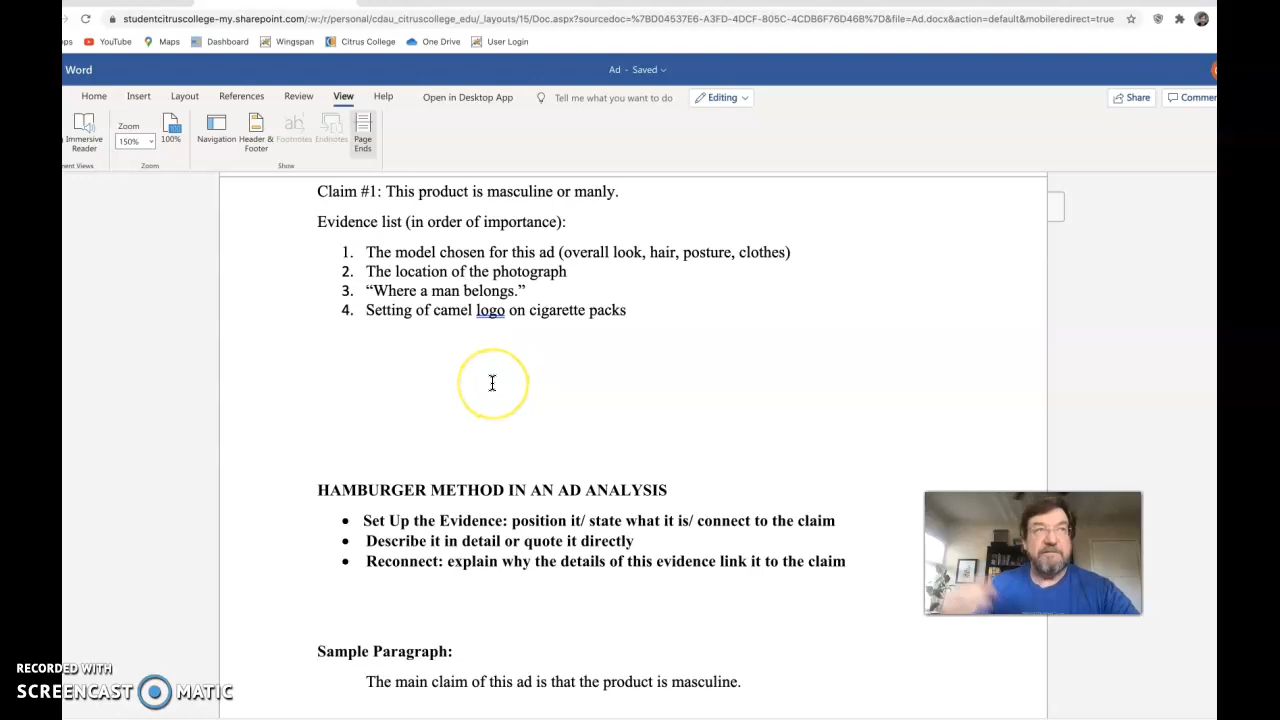 studentcitruscollege-my.sharepoint.com/:w:/r/personal/cdau_citruscollege_edu/_layouts/15/Doc.aspx?sourcedoc=%7BD04537E6-A3FD-4DCF-805C-4CDB6F76D46B%7D&file=Ad.docx&action=default&mobileredirect=true
YouTube Maps Dashboard Wingspan Citrus College One Drive User Login
Word Ad - Saved
Home Insert Layout References Review View Help Open in Desktop App Tell me what you want to do Editing Share
Immersive Reader Zoom 150% 100% Navigation Header & Footer Footnotes Endnotes Page Ends
Zoom Show
Claim #1: This product is masculine or manly.
Evidence list (in order of importance):
1. The model chosen for this ad (overall look, hair, posture, clothes)
2. The location of the photograph
3. “Where a man belongs.”
4. Setting of camel logo on cigarette packs
HAMBURGER METHOD IN AN AD ANALYSIS
• Set Up the Evidence: position it/ state what it is/ connect to the claim
• Describe it in detail or quote it directly
• Reconnect: explain why the details of this evidence link it to the claim
Sample Paragraph:
The main claim of this ad is that the product is masculine.
RECORDED WITH
SCREENCAST MATIC